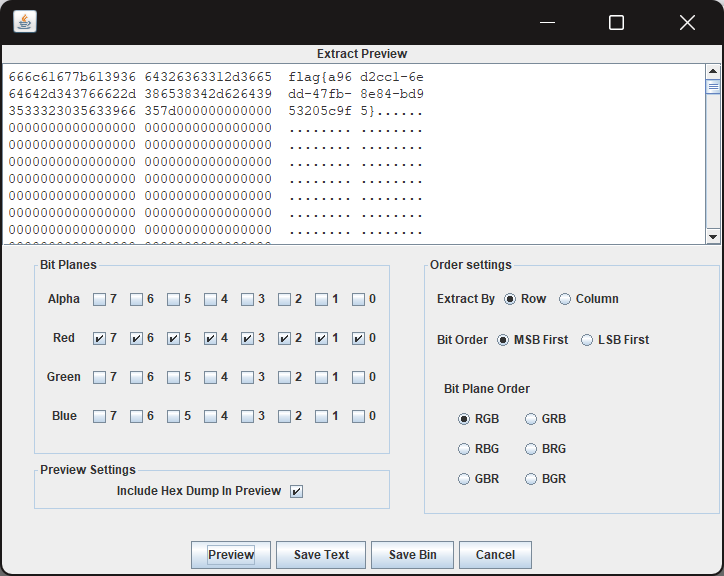 Extract Preview
666c61677b613936 64326363312d3665 flag{a96 d2cc1-6e
64642d343766622d 386538342d626439 dd-47fb- 8e84-bd9
3533323035633966 357d000000000000 53205c9f 5}......
0000000000000000 0000000000000000 ........ ........
0000000000000000 0000000000000000 ........ ........
0000000000000000 0000000000000000 ........ ........
0000000000000000 0000000000000000 ........ ........
0000000000000000 0000000000000000 ........ ........
0000000000000000 0000000000000000 ........ ........
0000000000000000 0000000000000000 ........ ........
Bit Planes
Alpha 7 6 5 4 3 2 1 0
Red 7 6 5 4 3 2 1 0
Green 7 6 5 4 3 2 1 0
Blue 7 6 5 4 3 2 1 0
Preview Settings
Include Hex Dump In Preview
Order settings
Extract By Row Column
Bit Order MSB First LSB First
Bit Plane Order
RGB GRB
RBG BRG
GBR BGR
Preview Save Text Save Bin Cancel